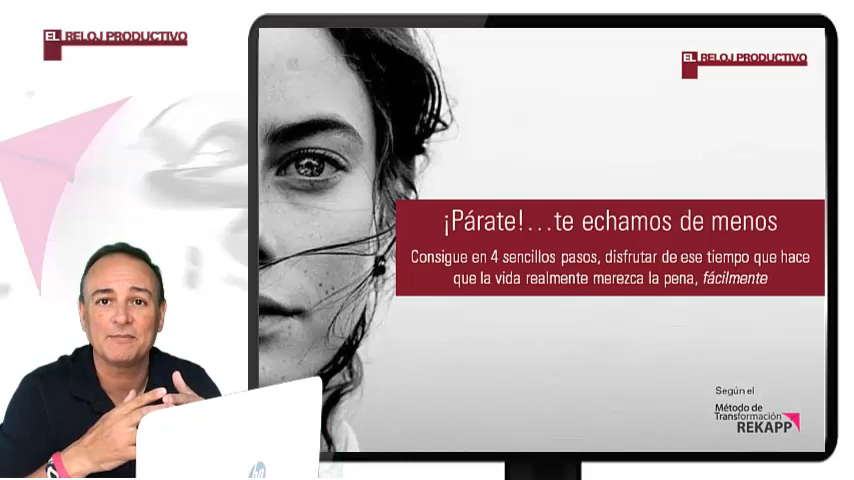 EL RELOJ PRODUCTIVO
EL RELOJ PRODUCTIVO
¡Párate!...te echamos de menos
Consigue en 4 sencillos pasos, disfrutar de ese tiempo que hace
que la vida realmente merezca la pena, fácilmente
Según el
Método de
Transformación
REKAPP
hp